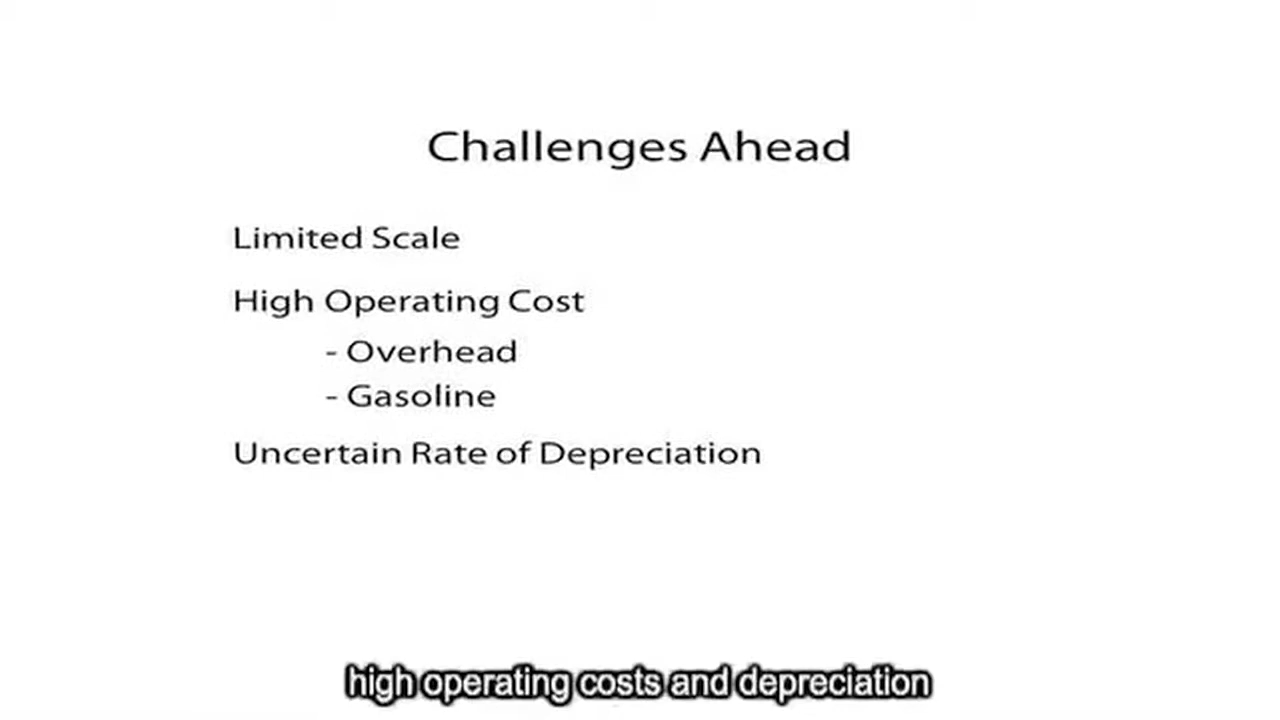 Challenges Ahead
Limited Scale
High Operating Cost
- Overhead
- Gasoline
Uncertain Rate of Depreciation
high operating costs and depreciation